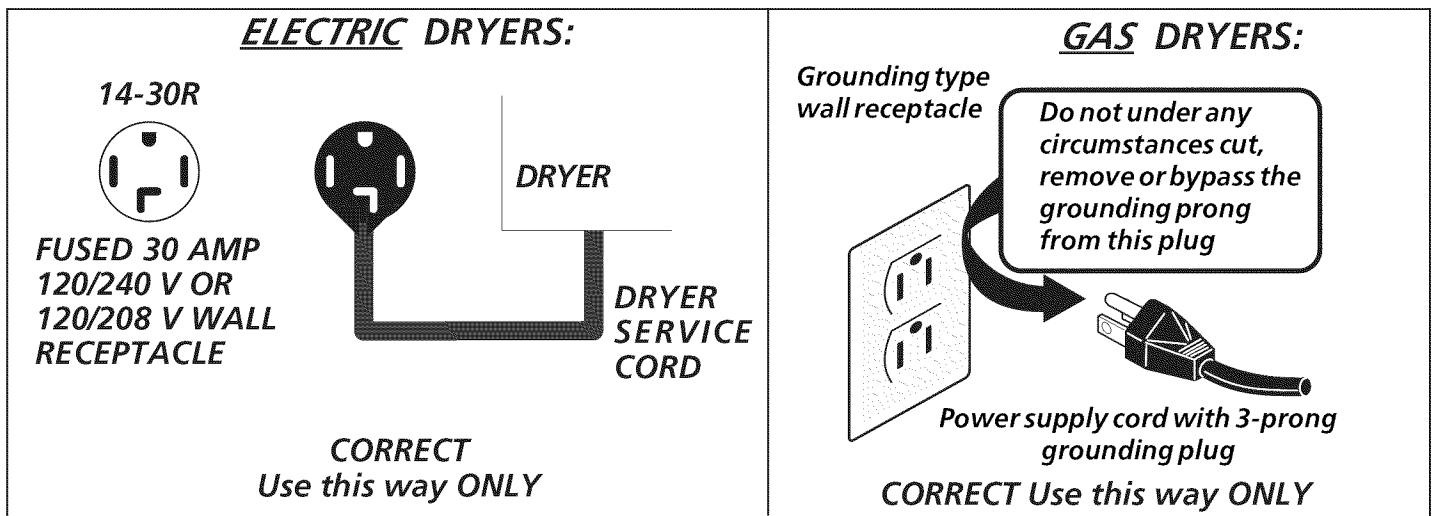 ELECTRIC DRYERS:
14-30R
FUSED 30 AMP
120/240 V OR
120/208 V WALL
RECEPTACLE
DRYER
DRYER
SERVICE
CORD
CORRECT
Use this way ONLY
GAS DRYERS:
Grounding type
wall receptacle
Do not under any
circumstances cut,
remove or bypass the
grounding prong
from this plug
Power supply cord with 3-prong
grounding plug
CORRECT Use this way ONLY